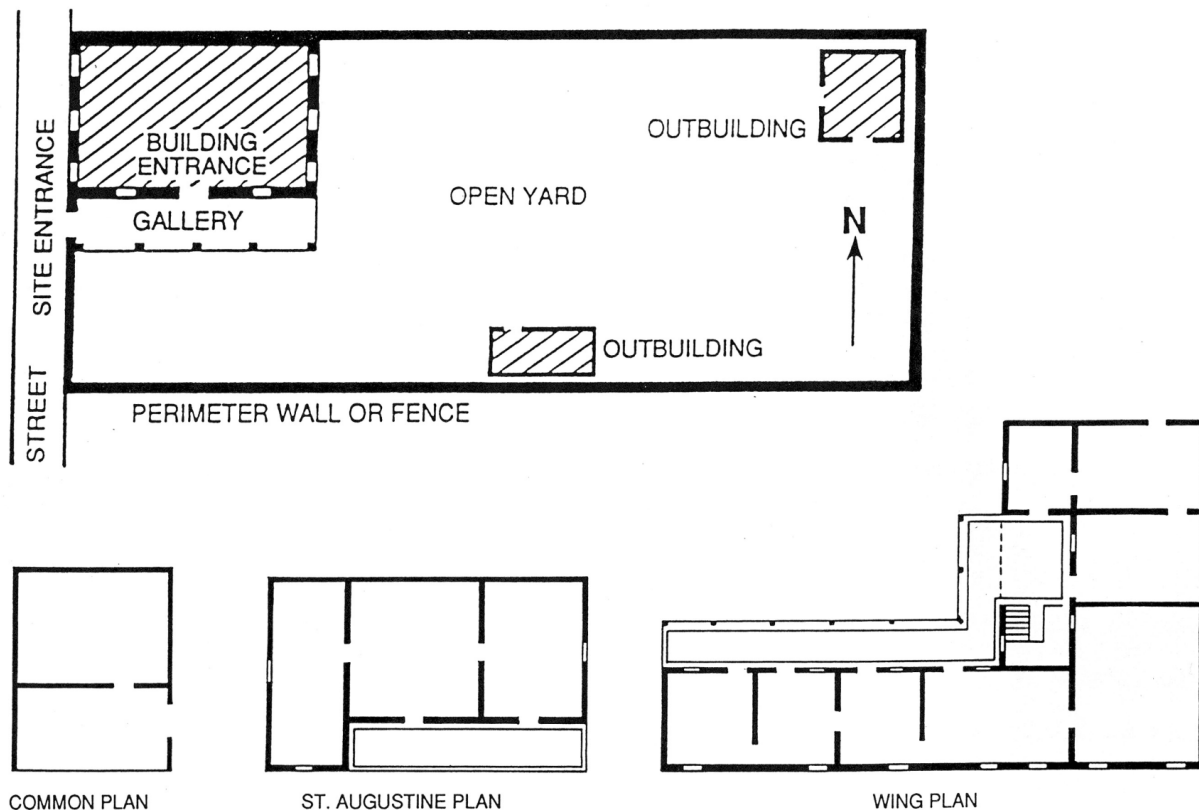 BUILDING
ENTRANCE
GALLERY
OUTBUILDING
OPEN YARD
N
SITE ENTRANCE
STREET
OUTBUILDING
PERIMETER WALL OR FENCE
COMMON PLAN
ST. AUGUSTINE PLAN
WING PLAN